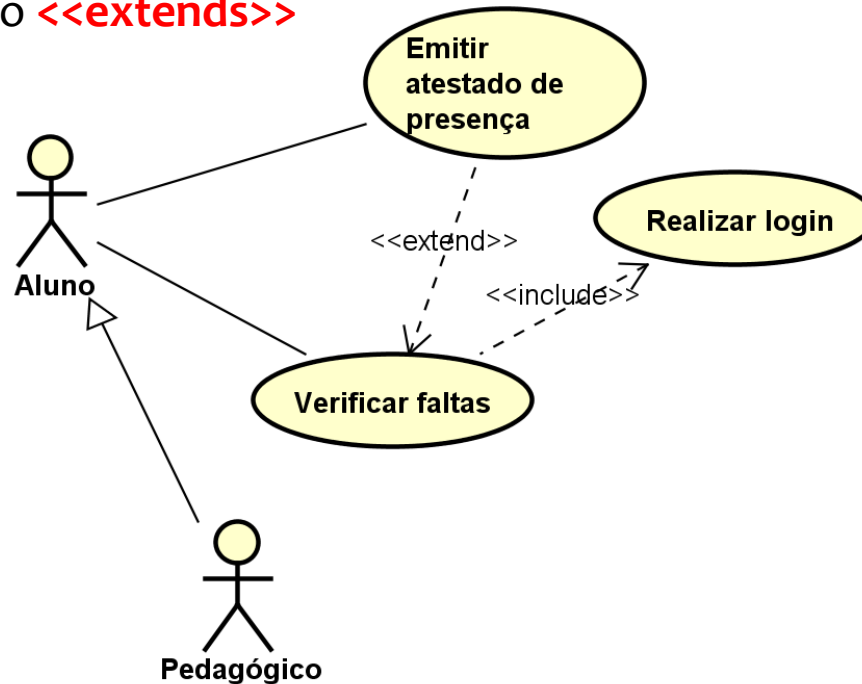 o <<extends>>
Emitir
atestado de
presença
Realizar login
<<extend>>
<<include>>
Aluno
Verificar faltas
Pedagógico